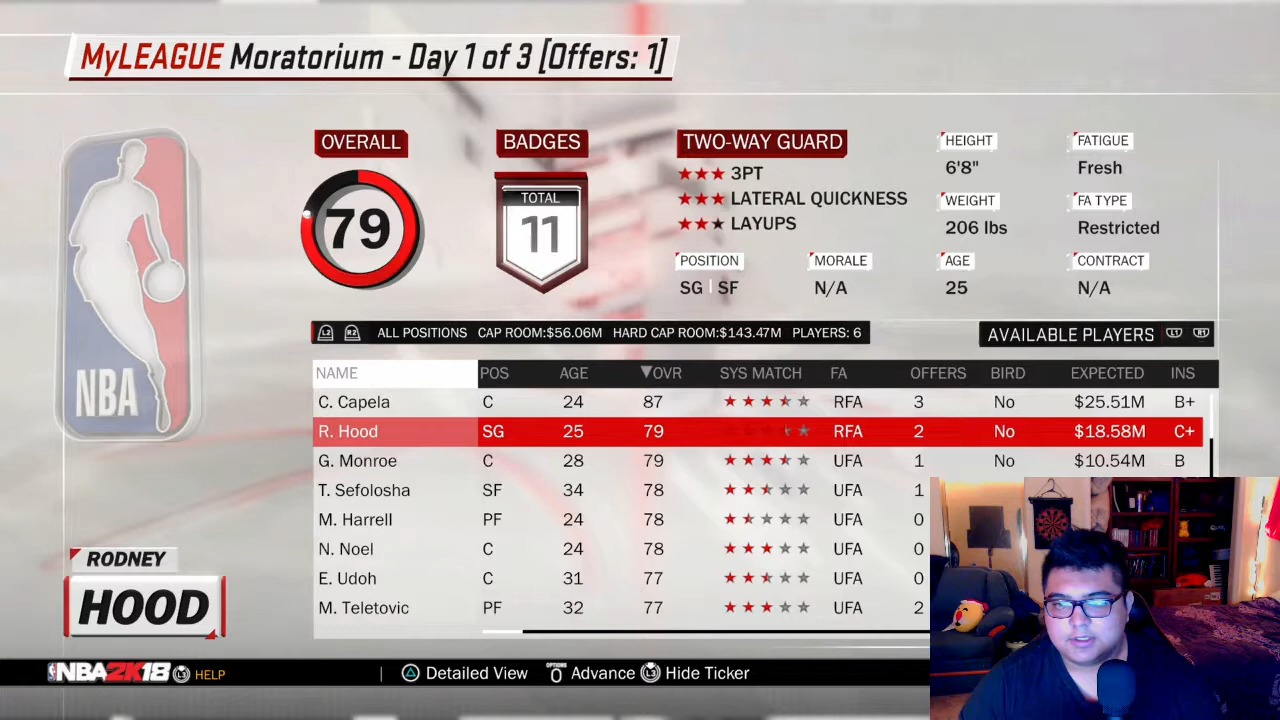 MyLEAGUE Moratorium - Day 1 of 3 [Offers: 1]
OVERALL
79
BADGES
TOTAL
11
TWO-WAY GUARD
★★★ 3PT
★★★ LATERAL QUICKNESS
★★★ LAYUPS
POSITION
SG | SF
MORALE
N/A
HEIGHT
6'8"
WEIGHT
206 lbs
AGE
25
FATIGUE
Fresh
FA TYPE
Restricted
CONTRACT
N/A
NBA
RODNEY
HOOD
L2 R2 ALL POSITIONS CAP ROOM:$56.06M HARD CAP ROOM:$143.47M PLAYERS: 6
AVAILABLE PLAYERS L1 R1
NAME POS AGE ▼OVR SYS MATCH FA OFFERS BIRD EXPECTED INS
C. Capela C 24 87 RFA 3 No $25.51M B+
R. Hood SG 25 79 RFA 2 No $18.58M C+
G. Monroe C 28 79 UFA 1 No $10.54M B
T. Sefolosha SF 34 78 UFA 1
M. Harrell PF 24 78 UFA 0
N. Noel C 24 78 UFA 0
E. Udoh C 31 77 UFA 0
M. Teletovic PF 32 77 UFA 2
NBA2K18 HELP | Detailed View OPTIONS Advance L3 Hide Ticker